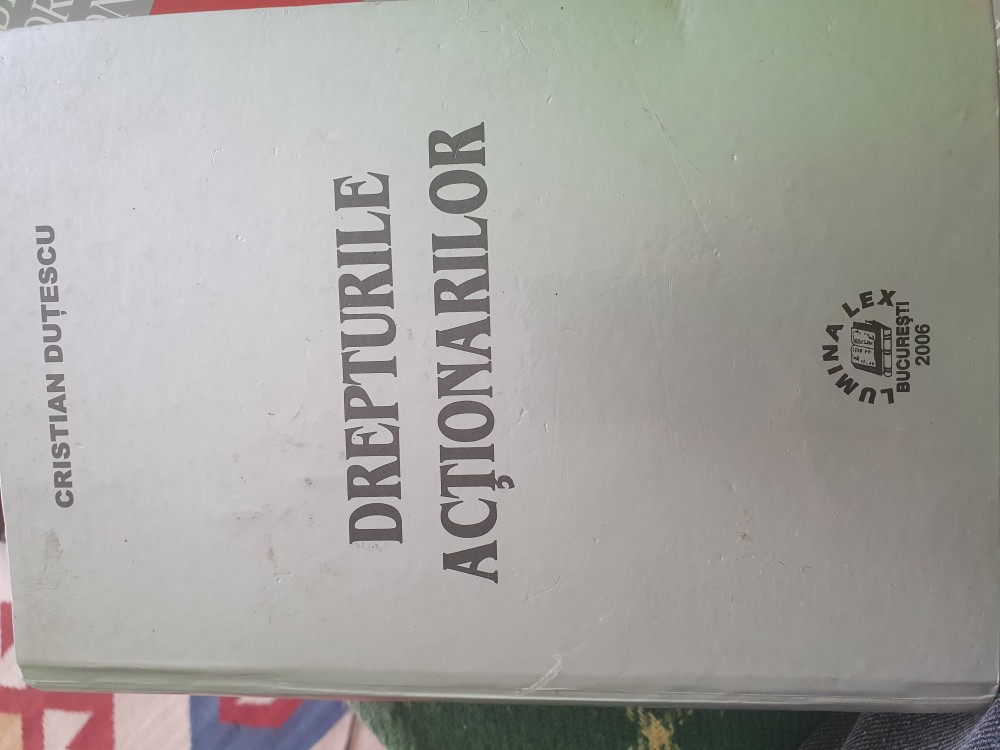 CRISTIAN DUȚESCU
DREPTURILE
ACȚIONARILOR
LUMINA LEX
BUCUREȘTI
2006